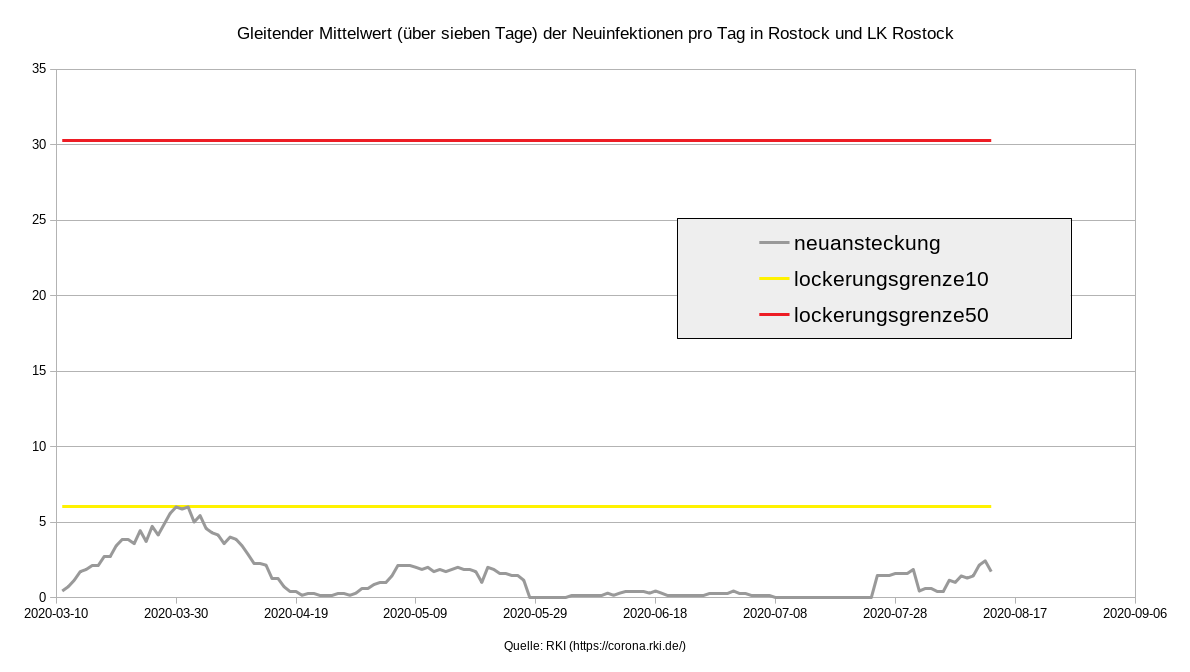 Gleitender Mittelwert (über sieben Tage) der Neuinfektionen pro Tag in Rostock und LK Rostock
35
30
25
20
15
10
5
0
neuansteckung
lockerungsgrenze10
lockerungsgrenze50
2020-03-10 2020-03-30 2020-04-19 2020-05-09 2020-05-29 2020-06-18 2020-07-08 2020-07-28 2020-08-17 2020-09-06
Quelle: RKI (https://corona.rki.de/)